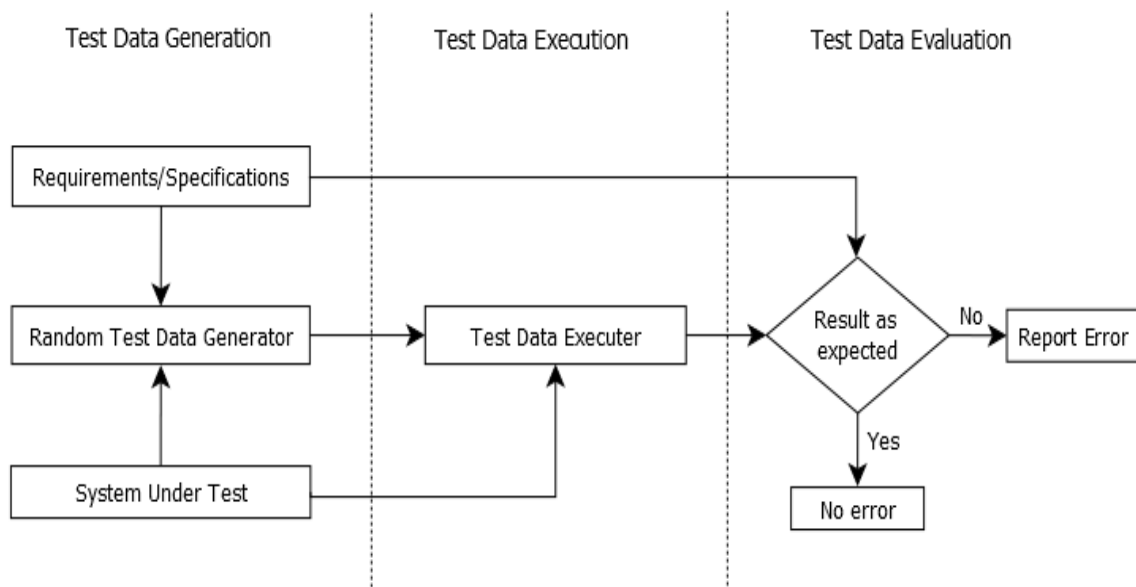 Test Data Generation
Test Data Execution
Test Data Evaluation
Requirements/Specifications
Random Test Data Generator
Test Data Executer
Result as
expected
No
Report Error
Yes
System Under Test
No error